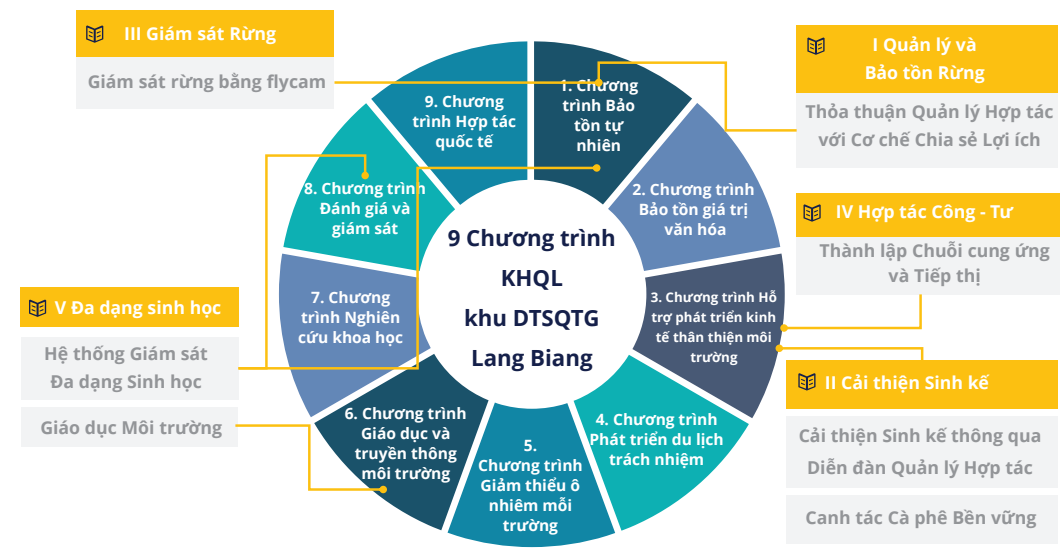 III Giám sát Rừng
Giám sát rừng bằng flycam
I Quản lý và
Bảo tồn Rừng
Thỏa thuận Quản lý Hợp tác
với Cơ chế Chia sẻ Lợi ích
IV Hợp tác Công - Tư
Thành lập Chuỗi cung ứng
và Tiếp thị
II Cải thiện Sinh kế
Cải thiện Sinh kế thông qua
Diễn đàn Quản lý Hợp tác
Canh tác Cà phê Bền vững
V Đa dạng sinh học
Hệ thống Giám sát
Đa dạng Sinh học
Giáo dục Môi trường
9 Chương trình
KHQL
khu DTSQTG
Lang Biang
1. Chương
trình Bảo
tồn tự
nhiên
2. Chương trình
Bảo tồn giá trị
văn hóa
3. Chương trình Hỗ
trợ phát triển kinh
tế thân thiện môi
trường
4. Chương trình
Phát triển du lịch
trách nhiệm
5.
Chương trình
Giảm thiểu ô
nhiêm mỗi
trường
6. Chương trình
Giáo dục và
truyền thông
môi trường
7. Chương
trình Nghiên
cứu khoa học
8. Chương trình
Đánh giá và
giám sát
9. Chương
trình Hợp tác
quốc tế